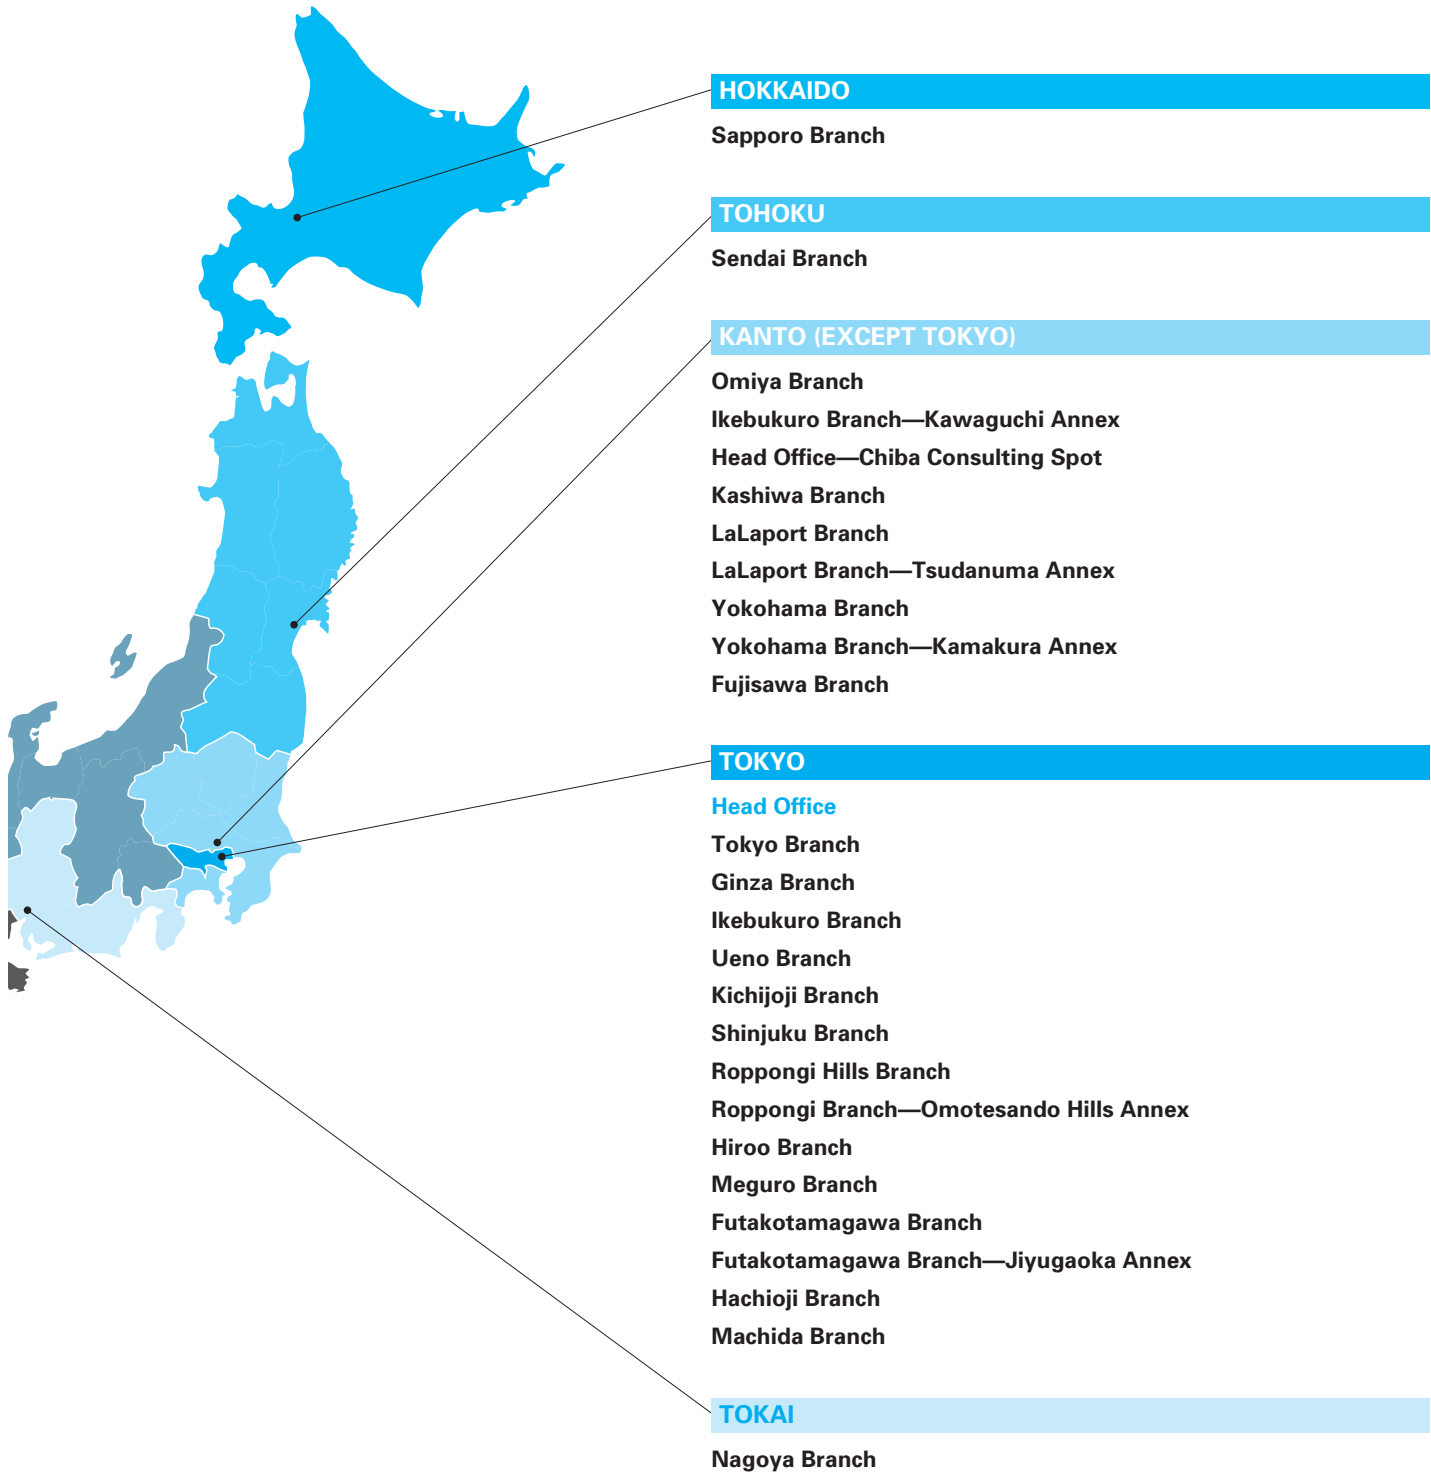 HOKKAIDO
Sapporo Branch
TOHOKU
Sendai Branch
KANTO (EXCEPT TOKYO)
Omiya Branch
Ikebukuro Branch—Kawaguchi Annex
Head Office—Chiba Consulting Spot
Kashiwa Branch
LaLaport Branch
LaLaport Branch—Tsudanuma Annex
Yokohama Branch
Yokohama Branch—Kamakura Annex
Fujisawa Branch
TOKYO
Head Office
Tokyo Branch
Ginza Branch
Ikebukuro Branch
Ueno Branch
Kichijoji Branch
Shinjuku Branch
Roppongi Hills Branch
Roppongi Branch—Omotesando Hills Annex
Hiroo Branch
Meguro Branch
Futakotamagawa Branch
Futakotamagawa Branch—Jiyugaoka Annex
Hachioji Branch
Machida Branch
TOKAI
Nagoya Branch